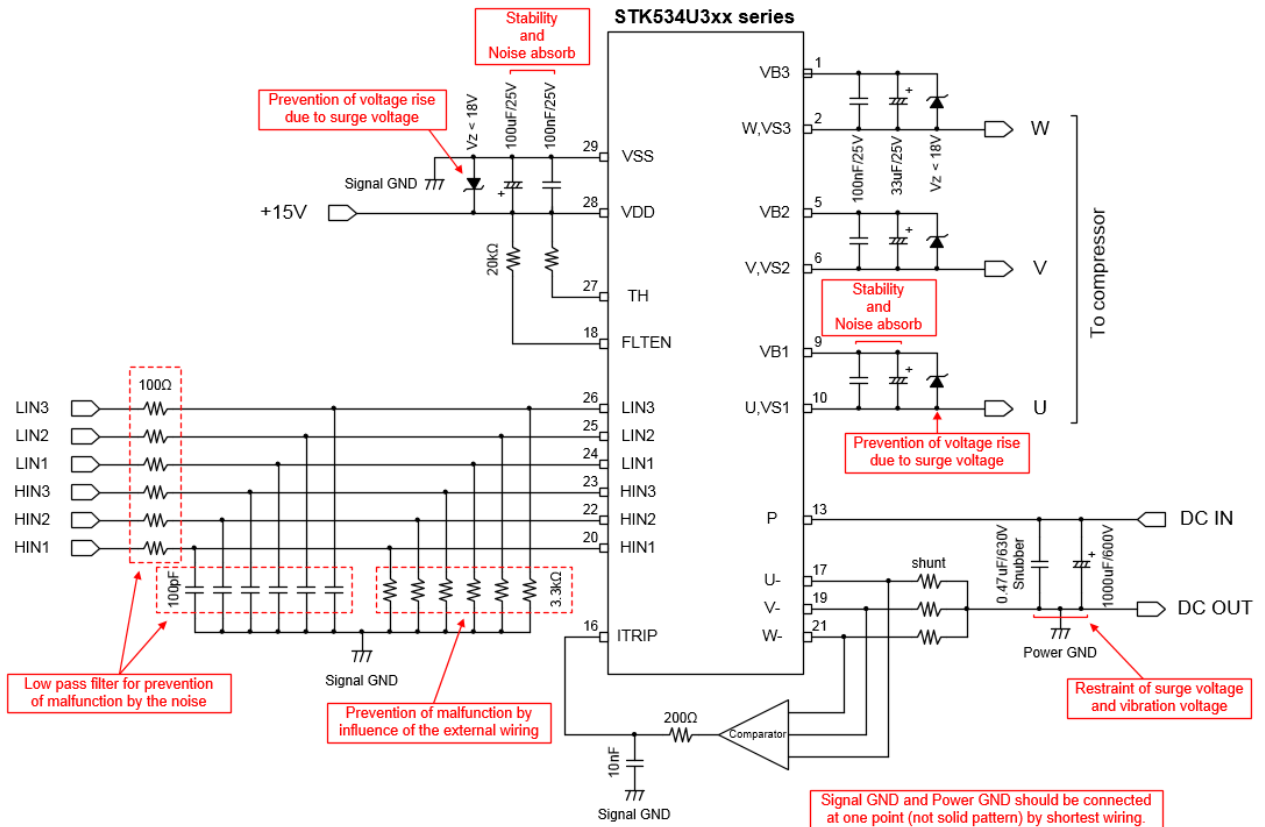 STK534U3xx series
Stability
and
Noise absorb
Prevention of voltage rise
due to surge voltage
Vz < 18V
100uF/25V
100nF/25V
Signal GND
+
+15V
20kΩ
29
VSS
28
VDD
27
TH
18
FLTEN
100Ω
LIN3
LIN2
LIN1
HIN3
HIN2
HIN1
26
LIN3
25
LIN2
24
LIN1
23
HIN3
22
HIN2
20
HIN1
16
ITRIP
100pF
3.3kΩ
Signal GND
Low pass filter for prevention
of malfunction by the noise
Prevention of malfunction by
influence of the external wiring
200Ω
Comparator
10nF
Signal GND
VB3
1
W,VS3
2
+
100nF/25V
33uF/25V
Vz < 18V
W
VB2
5
V,VS2
6
+
V
Stability
and
Noise absorb
VB1
9
U,VS1
10
+
U
To compressor
Prevention of voltage rise
due to surge voltage
P
13
DC IN
U-
17
V-
19
W-
21
shunt
0.47uF/630V
Snubber
+
1000uF/600V
DC OUT
Power GND
Restraint of surge voltage
and vibration voltage
Signal GND and Power GND should be connected
at one point (not solid pattern) by shortest wiring.